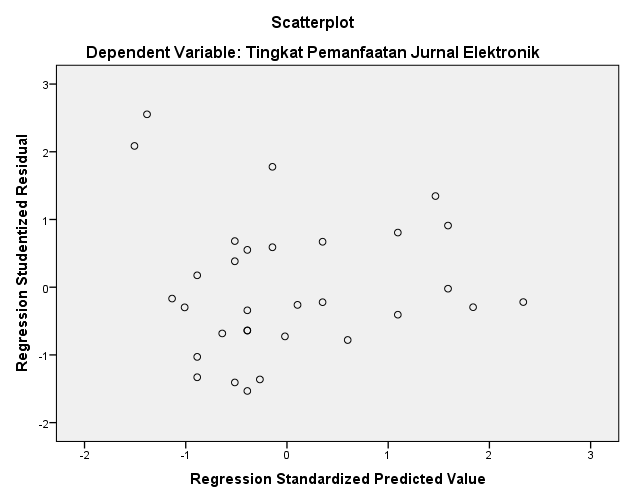 Scatterplot
Dependent Variable: Tingkat Pemanfaatan Jurnal Elektronik
Regression Studentized Residual
3
2
1
0
-1
-2
-2 -1 0 1 2 3
Regression Standardized Predicted Value